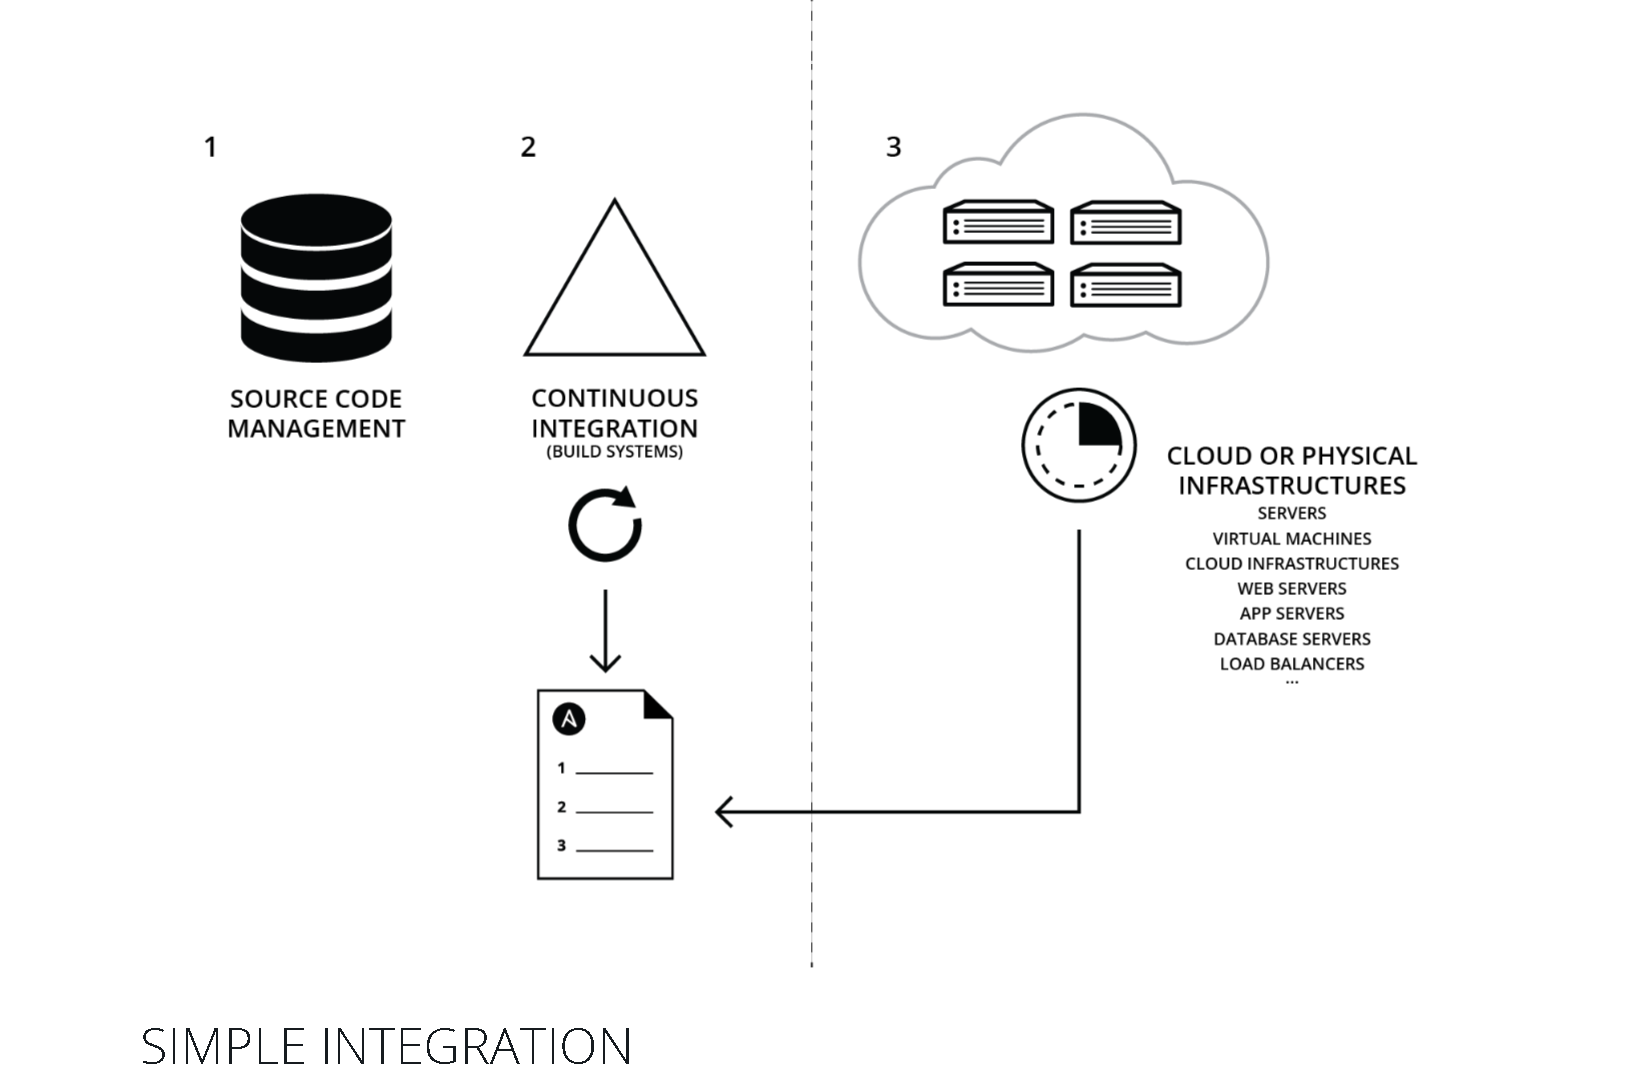 1
SOURCE CODE
MANAGEMENT
2
CONTINUOUS
INTEGRATION
(BUILD SYSTEMS)
A
1
2
3
3
CLOUD OR PHYSICAL
INFRASTRUCTURES
SERVERS
VIRTUAL MACHINES
CLOUD INFRASTRUCTURES
WEB SERVERS
APP SERVERS
DATABASE SERVERS
LOAD BALANCERS
...
SIMPLE INTEGRATION